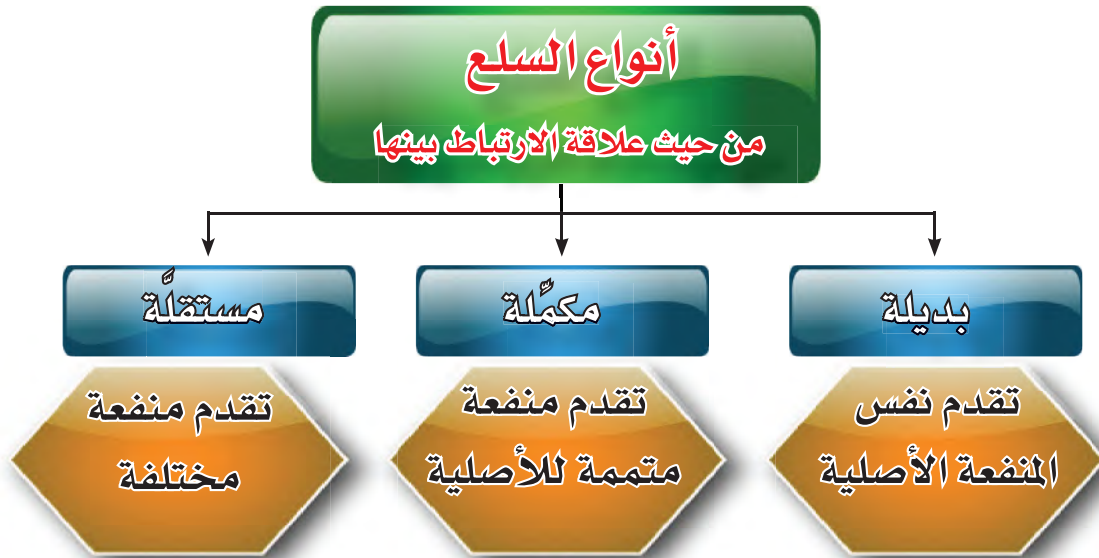 أنواع السلع
من حيث علاقة الارتباط بينها
بديلة
مكمِّلة
مستقلَّة
تقدم نفس
المنفعة الأصلية
تقدم منفعة
متممة للأصلية
تقدم منفعة
مختلفة